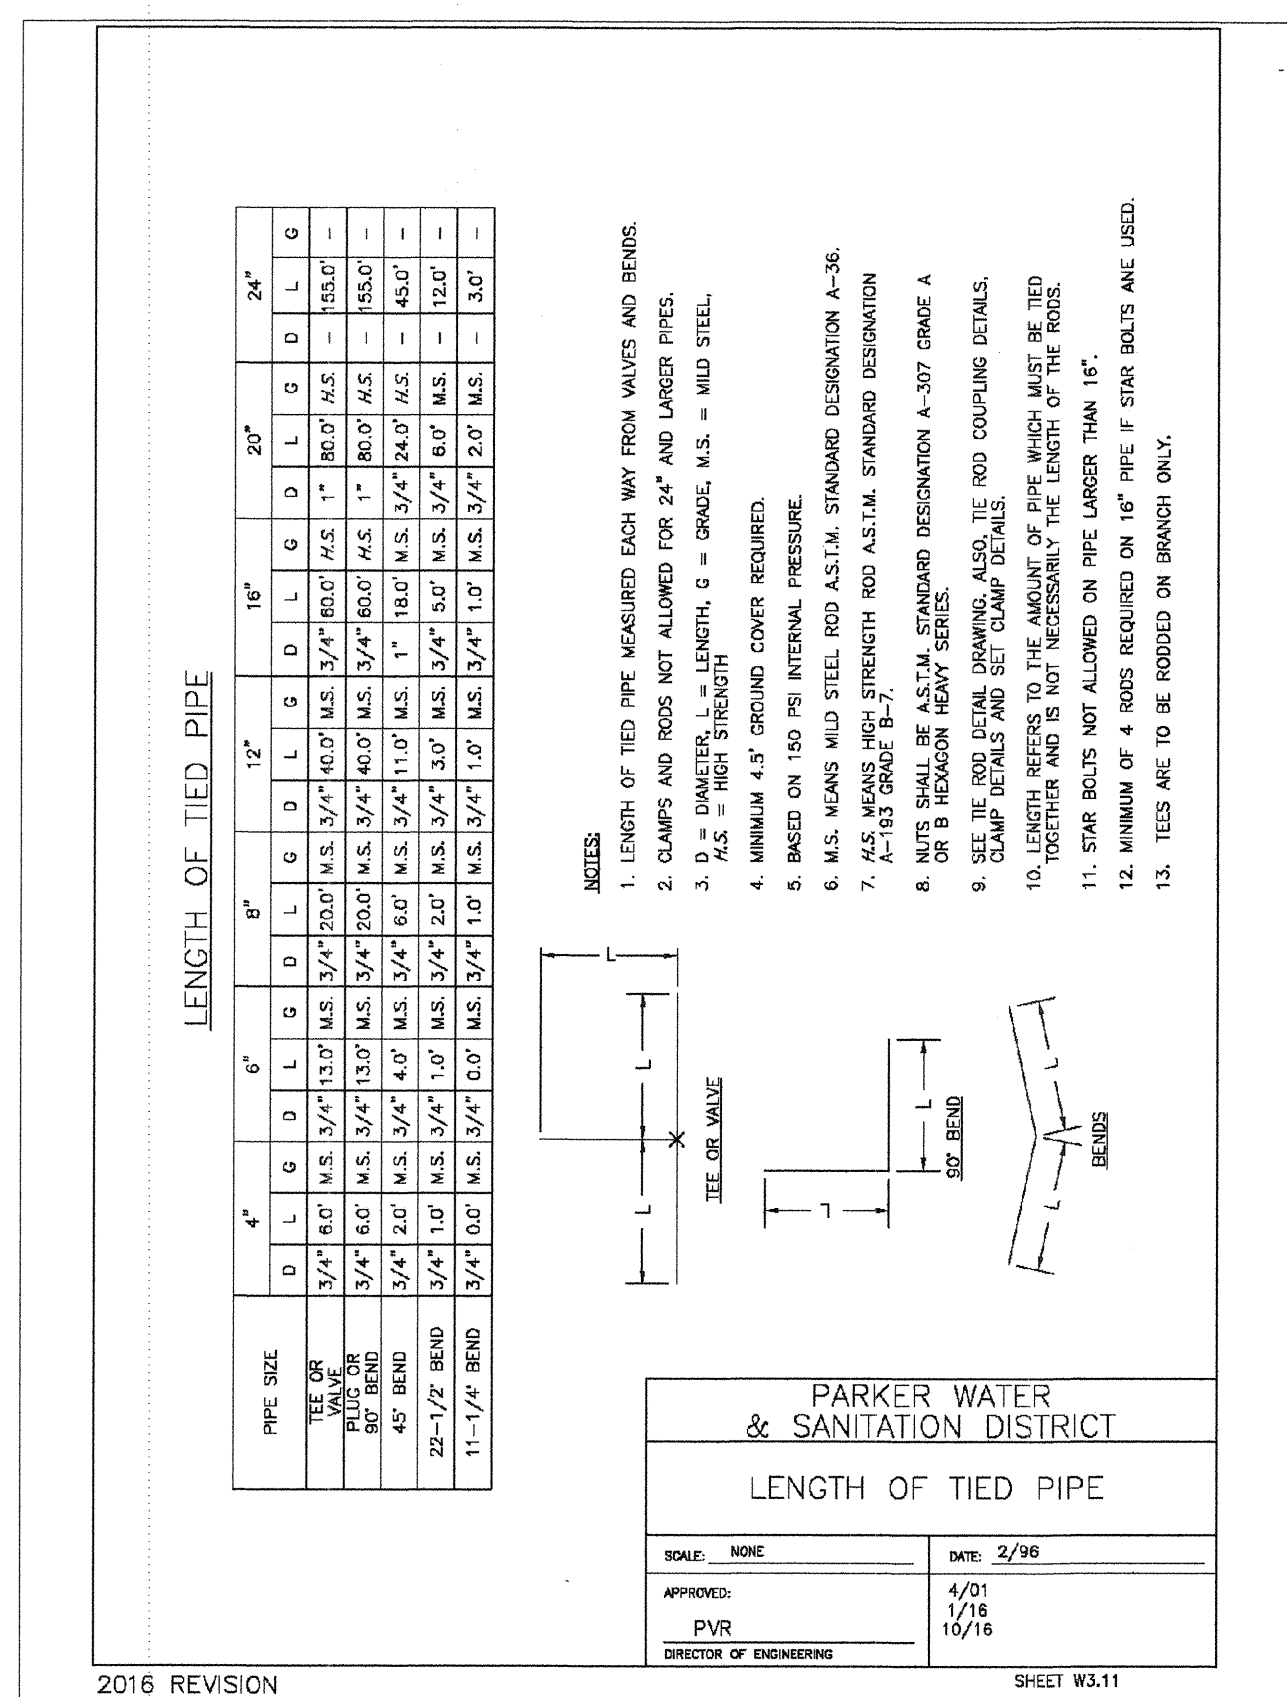 LENGTH OF TIED PIPE
PIPE SIZE 4" 6" 8" 12" 16" 20" 24"
D L G D L G D L G D L G D L G D L G D L G
TEE OR VALVE 3/4" 6.0' M.S. 3/4" 13.0' M.S. 3/4" 20.0' M.S. 3/4" 40.0' M.S. 3/4" 60.0' H.S. 1" 80.0' H.S. — 155.0' —
PLUG OR 90° BEND 3/4" 6.0' M.S. 3/4" 13.0' M.S. 3/4" 20.0' M.S. 3/4" 40.0' M.S. 3/4" 60.0' H.S. 1" 80.0' H.S. — 155.0' —
45° BEND 3/4" 2.0' M.S. 3/4" 4.0' M.S. 3/4" 6.0' M.S. 3/4" 11.0' M.S. 1" 18.0' M.S. 3/4" 24.0' H.S. — 45.0' —
22-1/2° BEND 3/4" 1.0' M.S. 3/4" 1.0' M.S. 3/4" 2.0' M.S. 3/4" 3.0' M.S. 3/4" 5.0' M.S. 3/4" 6.0' M.S. — 12.0' —
11-1/4° BEND 3/4" 0.0' M.S. 3/4" 0.0' M.S. 3/4" 1.0' M.S. 3/4" 1.0' M.S. 3/4" 1.0' M.S. 3/4" 2.0' M.S. — 3.0' —
L
L
L
TEE OR VALVE
L
L
90° BEND
L
L
BENDS
NOTES:
1. LENGTH OF TIED PIPE MEASURED EACH WAY FROM VALVES AND BENDS.
2. CLAMPS AND RODS NOT ALLOWED FOR 24" AND LARGER PIPES.
3. D = DIAMETER, L = LENGTH, G = GRADE, M.S. = MILD STEEL,
H.S. = HIGH STRENGTH
4. MINIMUM 4.5' GROUND COVER REQUIRED.
5. BASED ON 150 PSI INTERNAL PRESSURE.
6. M.S. MEANS MILD STEEL ROD A.S.T.M. STANDARD DESIGNATION A-36.
7. H.S. MEANS HIGH STRENGTH ROD A.S.T.M. STANDARD DESIGNATION
A-193 GRADE B-7.
8. NUTS SHALL BE A.S.T.M. STANDARD DESIGNATION A-307 GRADE A
OR B HEXAGON HEAVY SERIES.
9. SEE TIE ROD DETAIL DRAWING. ALSO, TIE ROD COUPLING DETAILS,
CLAMP DETAILS AND SET CLAMP DETAILS.
10. LENGTH REFERS TO THE AMOUNT OF PIPE WHICH MUST BE TIED
TOGETHER AND IS NOT NECESSARILY THE LENGTH OF THE RODS.
11. STAR BOLTS NOT ALLOWED ON PIPE LARGER THAN 16".
12. MINIMUM OF 4 RODS REQUIRED ON 16" PIPE IF STAR BOLTS ANE USED.
13. TEES ARE TO BE RODDED ON BRANCH ONLY.
PARKER WATER
& SANITATION DISTRICT
LENGTH OF TIED PIPE
SCALE: NONE
DATE: 2/96
APPROVED:
PVR
DIRECTOR OF ENGINEERING
4/01
1/16
10/16
2016 REVISION
SHEET W3.11